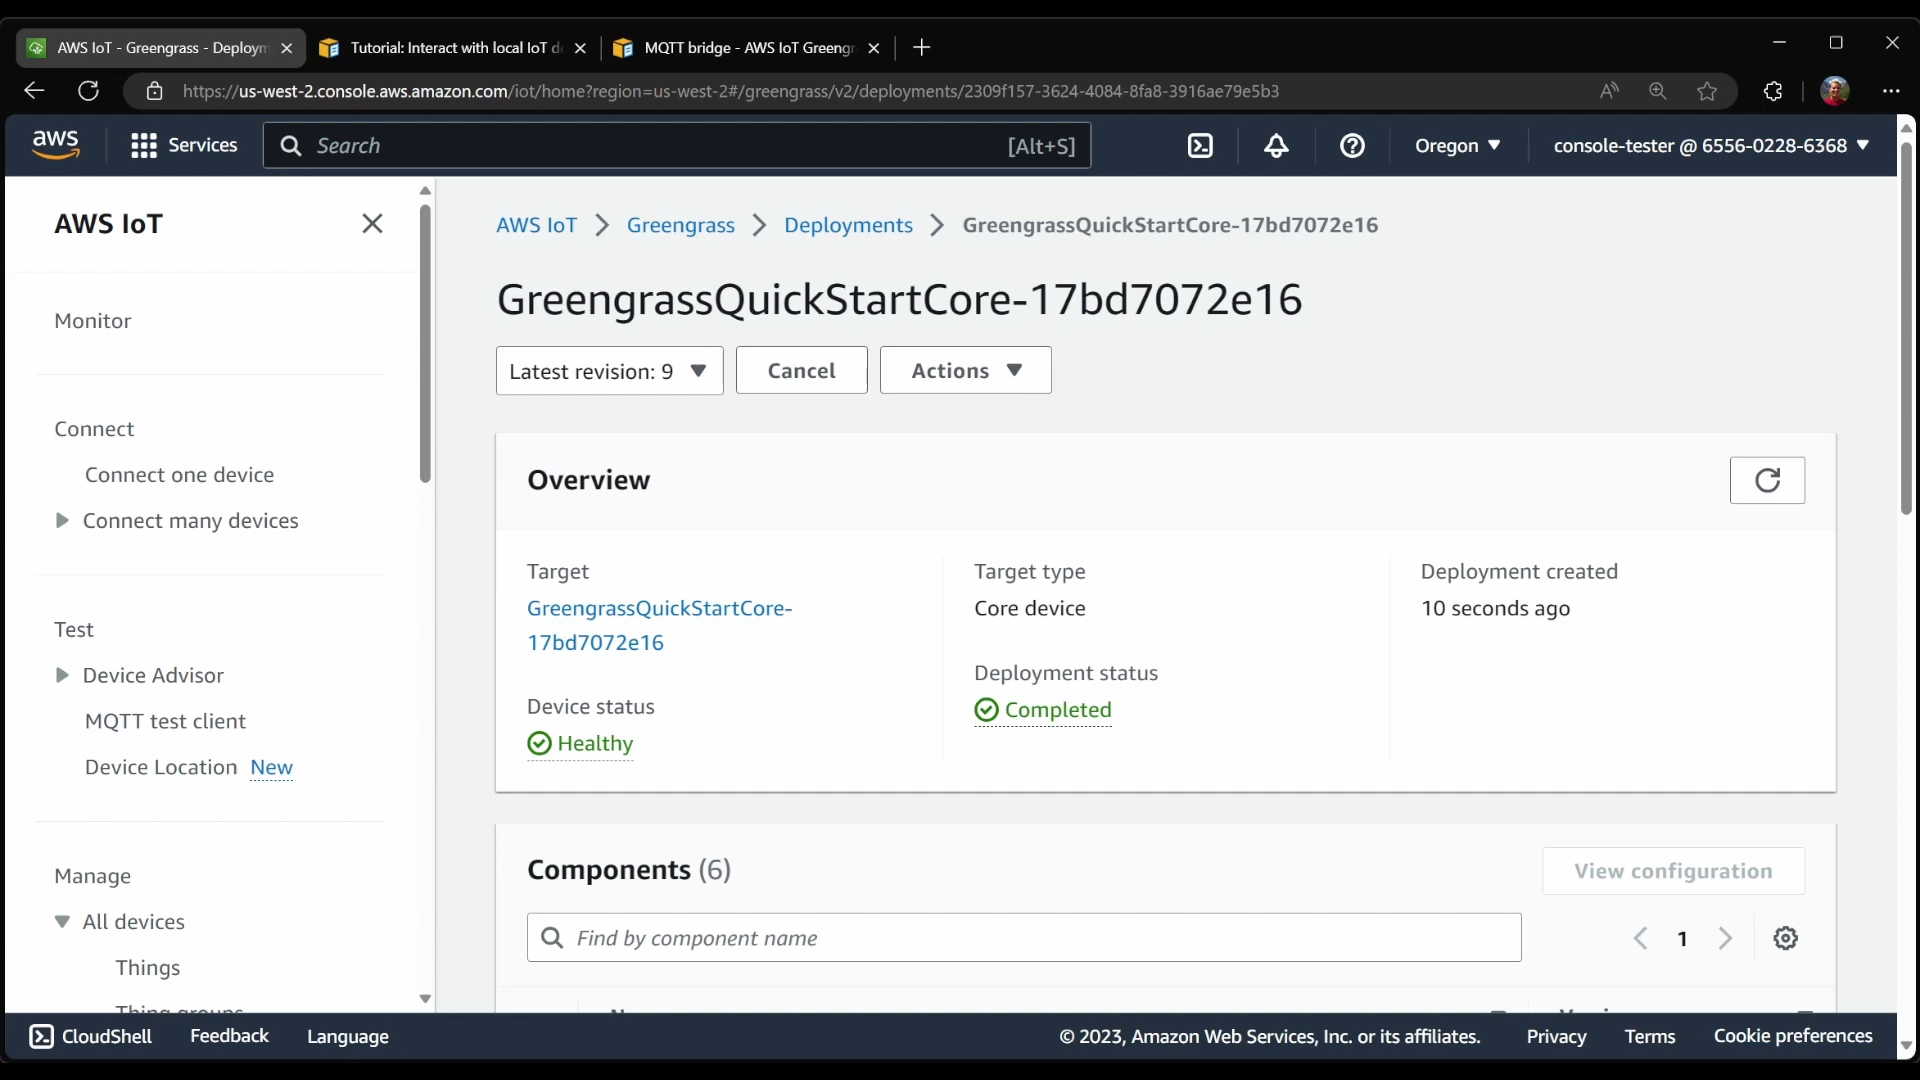 AWS IoT - Greengrass - Deploym
Tutorial: Interact with local IoT d
MQTT bridge - AWS IoT Greengr
https://us-west-2.console.aws.amazon.com/iot/home?region=us-west-2#/greengrass/v2/deployments/2309f157-3624-4084-8fa8-3916ae79e5b3
aws
Services
Search
[Alt+S]
Oregon
console-tester @ 6556-0228-6368
AWS IoT
Monitor
Connect
Connect one device
Connect many devices
Test
Device Advisor
MQTT test client
Device Location New
Manage
All devices
Things
Thing groups
AWS IoT
Greengrass
Deployments
GreengrassQuickStartCore-17bd7072e16
GreengrassQuickStartCore-17bd7072e16
Latest revision: 9
Cancel
Actions
Overview
Target
GreengrassQuickStartCore-
17bd7072e16
Device status
Healthy
Target type
Core device
Deployment status
Completed
Deployment created
10 seconds ago
Components (6)
View configuration
Find by component name
1
CloudShell
Feedback
Language
© 2023, Amazon Web Services, Inc. or its affiliates.
Privacy
Terms
Cookie preferences